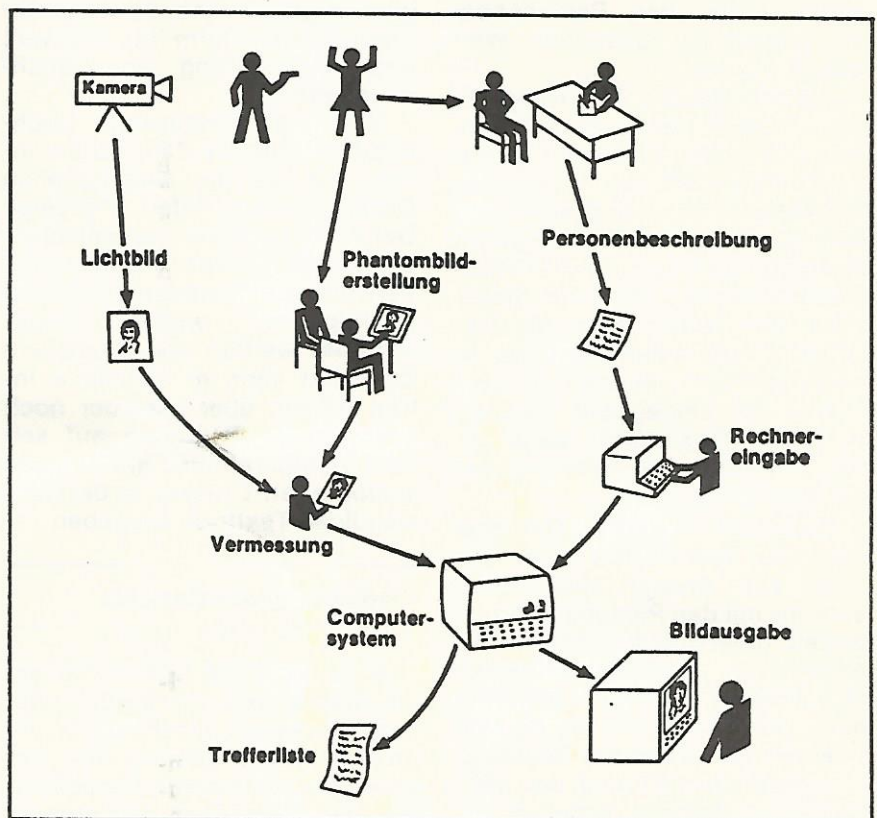 Kamera
Lichtbild
Phantombild-
erstellung
Personenbeschreibung
Rechner-
eingabe
Vermessung
Computer-
system
Bildausgabe
Trefferliste